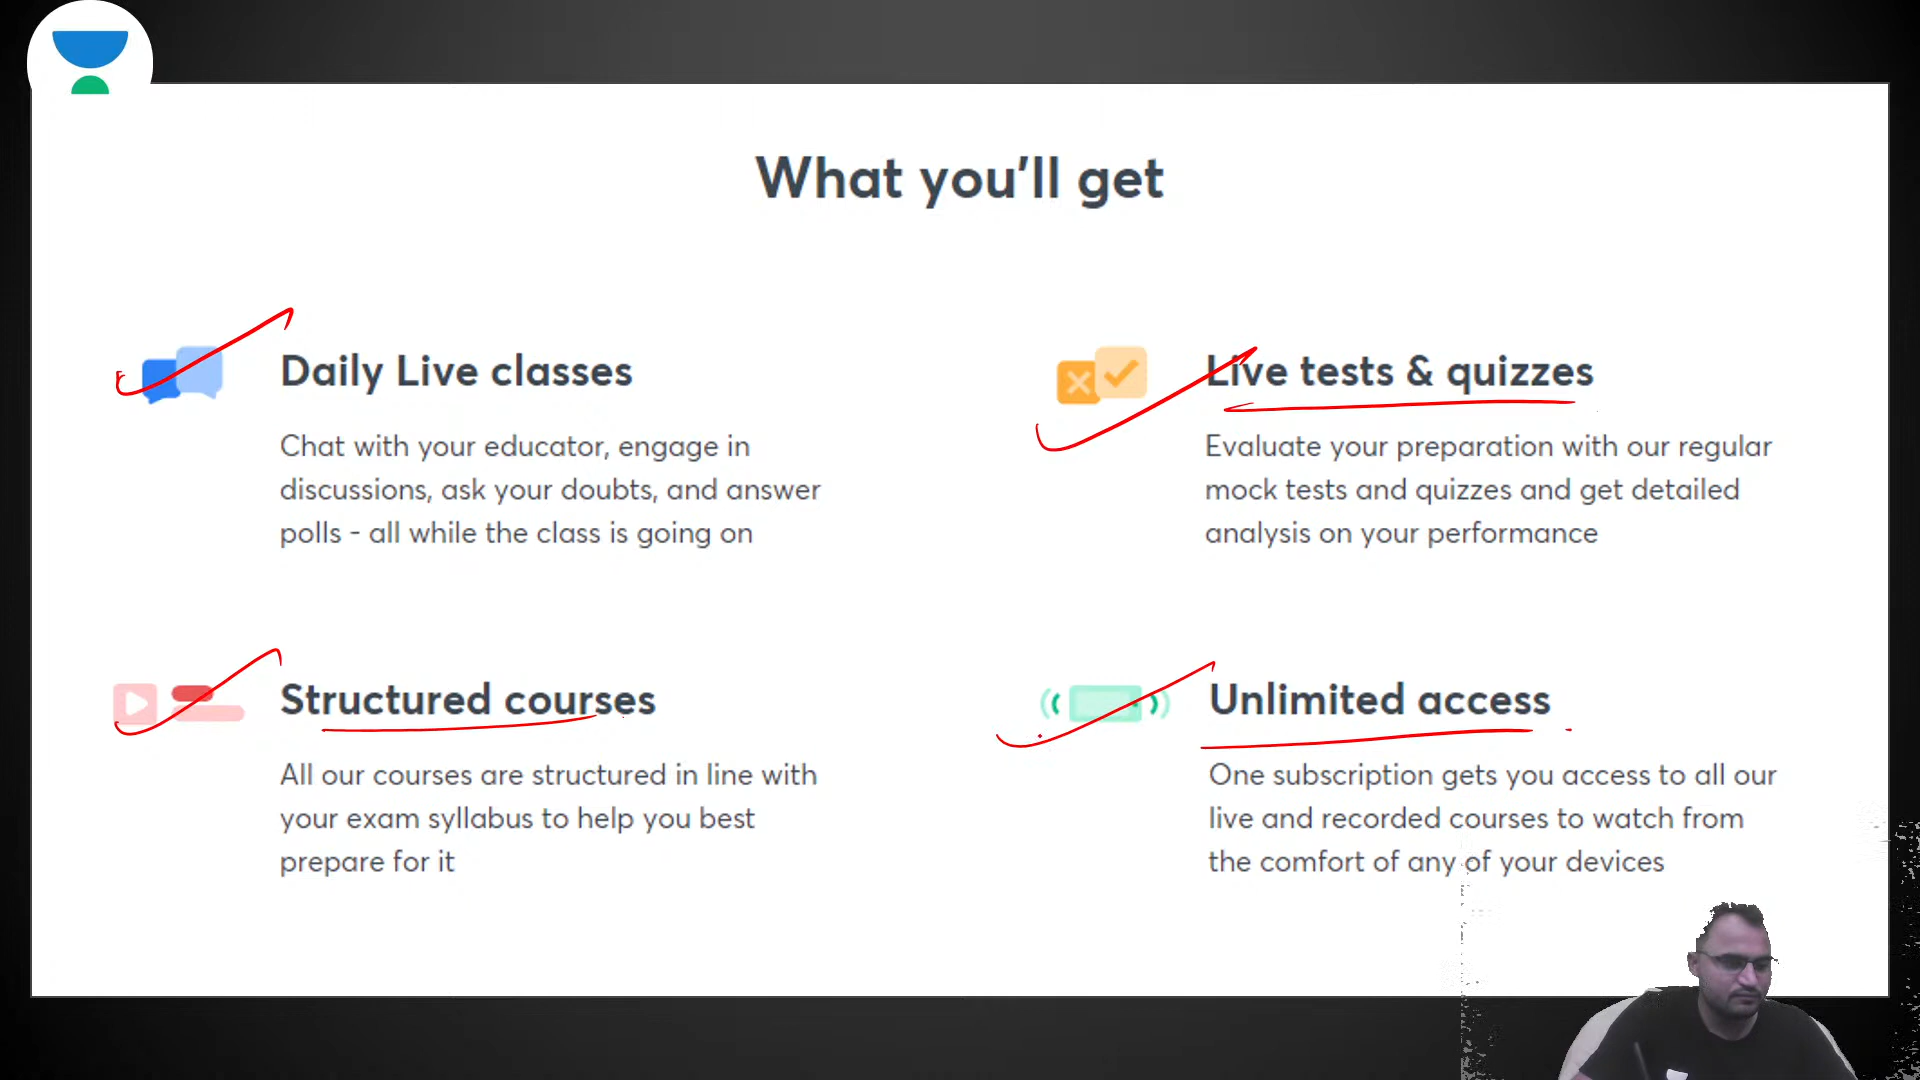 What you'll get
Daily Live classes
Chat with your educator, engage in
discussions, ask your doubts, and answer
polls - all while the class is going on
Live tests & quizzes
Evaluate your preparation with our regular
mock tests and quizzes and get detailed
analysis on your performance
Structured courses
All our courses are structured in line with
your exam syllabus to help you best
prepare for it
Unlimited access
One subscription gets you access to all our
live and recorded courses to watch from
the comfort of any of your devices